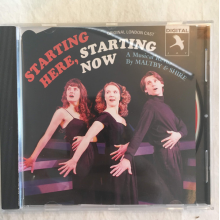 ORIGINAL LONDON CAST
DIGITAL
STARTING
HERE, STARTING
NOW
A Musical Revue
By MALTBY & SHIRE